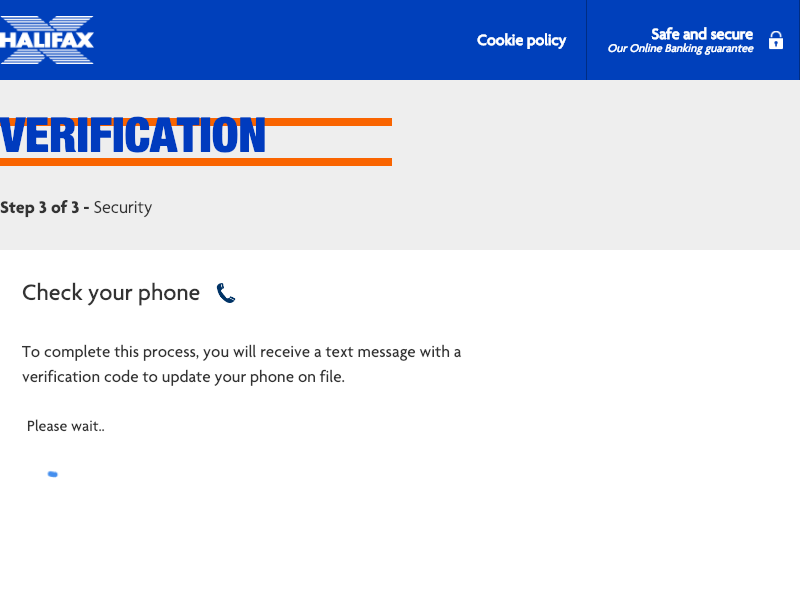 HALIFAX
Cookie policy
Safe and secure
Our Online Banking guarantee
VERIFICATION
Step 3 of 3 - Security
Check your phone
To complete this process, you will receive a text message with a
verification code to update your phone on file.
Please wait..